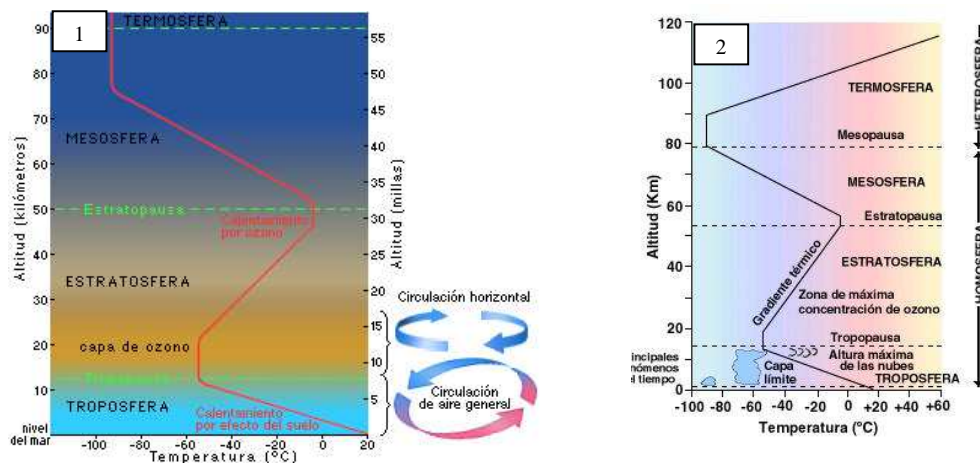 1
TERMOSFERA
90
80
70
60
50
40
30
20
10
nivel
del mar
Altitud (kilómetros)
MESOSFERA
Estratopausa
Calentamiento
por ozono
ESTRATOSFERA
capa de ozono
TROPOSFERA
Calentamiento
por efecto del suelo
-100 -80 -60 -40 -20 0 20
Temperatura (°C)
55
50
45
40
35
30
25
20
15
10
5
Altitud (millas)
Circulación horizontal
Circulación
de aire general
2
120
100
80
60
40
20
0
Altitud (Km)
TERMOSFERA
Mesopausa
MESOSFERA
Estratopausa
ESTRATOSFERA
Gradiente térmico
Zona de máxima
concentración de ozono
Tropopausa
Altura máxima
de las nubes
Capa
límite
TROPOSFERA
-100 -80 -60 -40 -20 0 +20 +40 +60
Temperatura (°C)